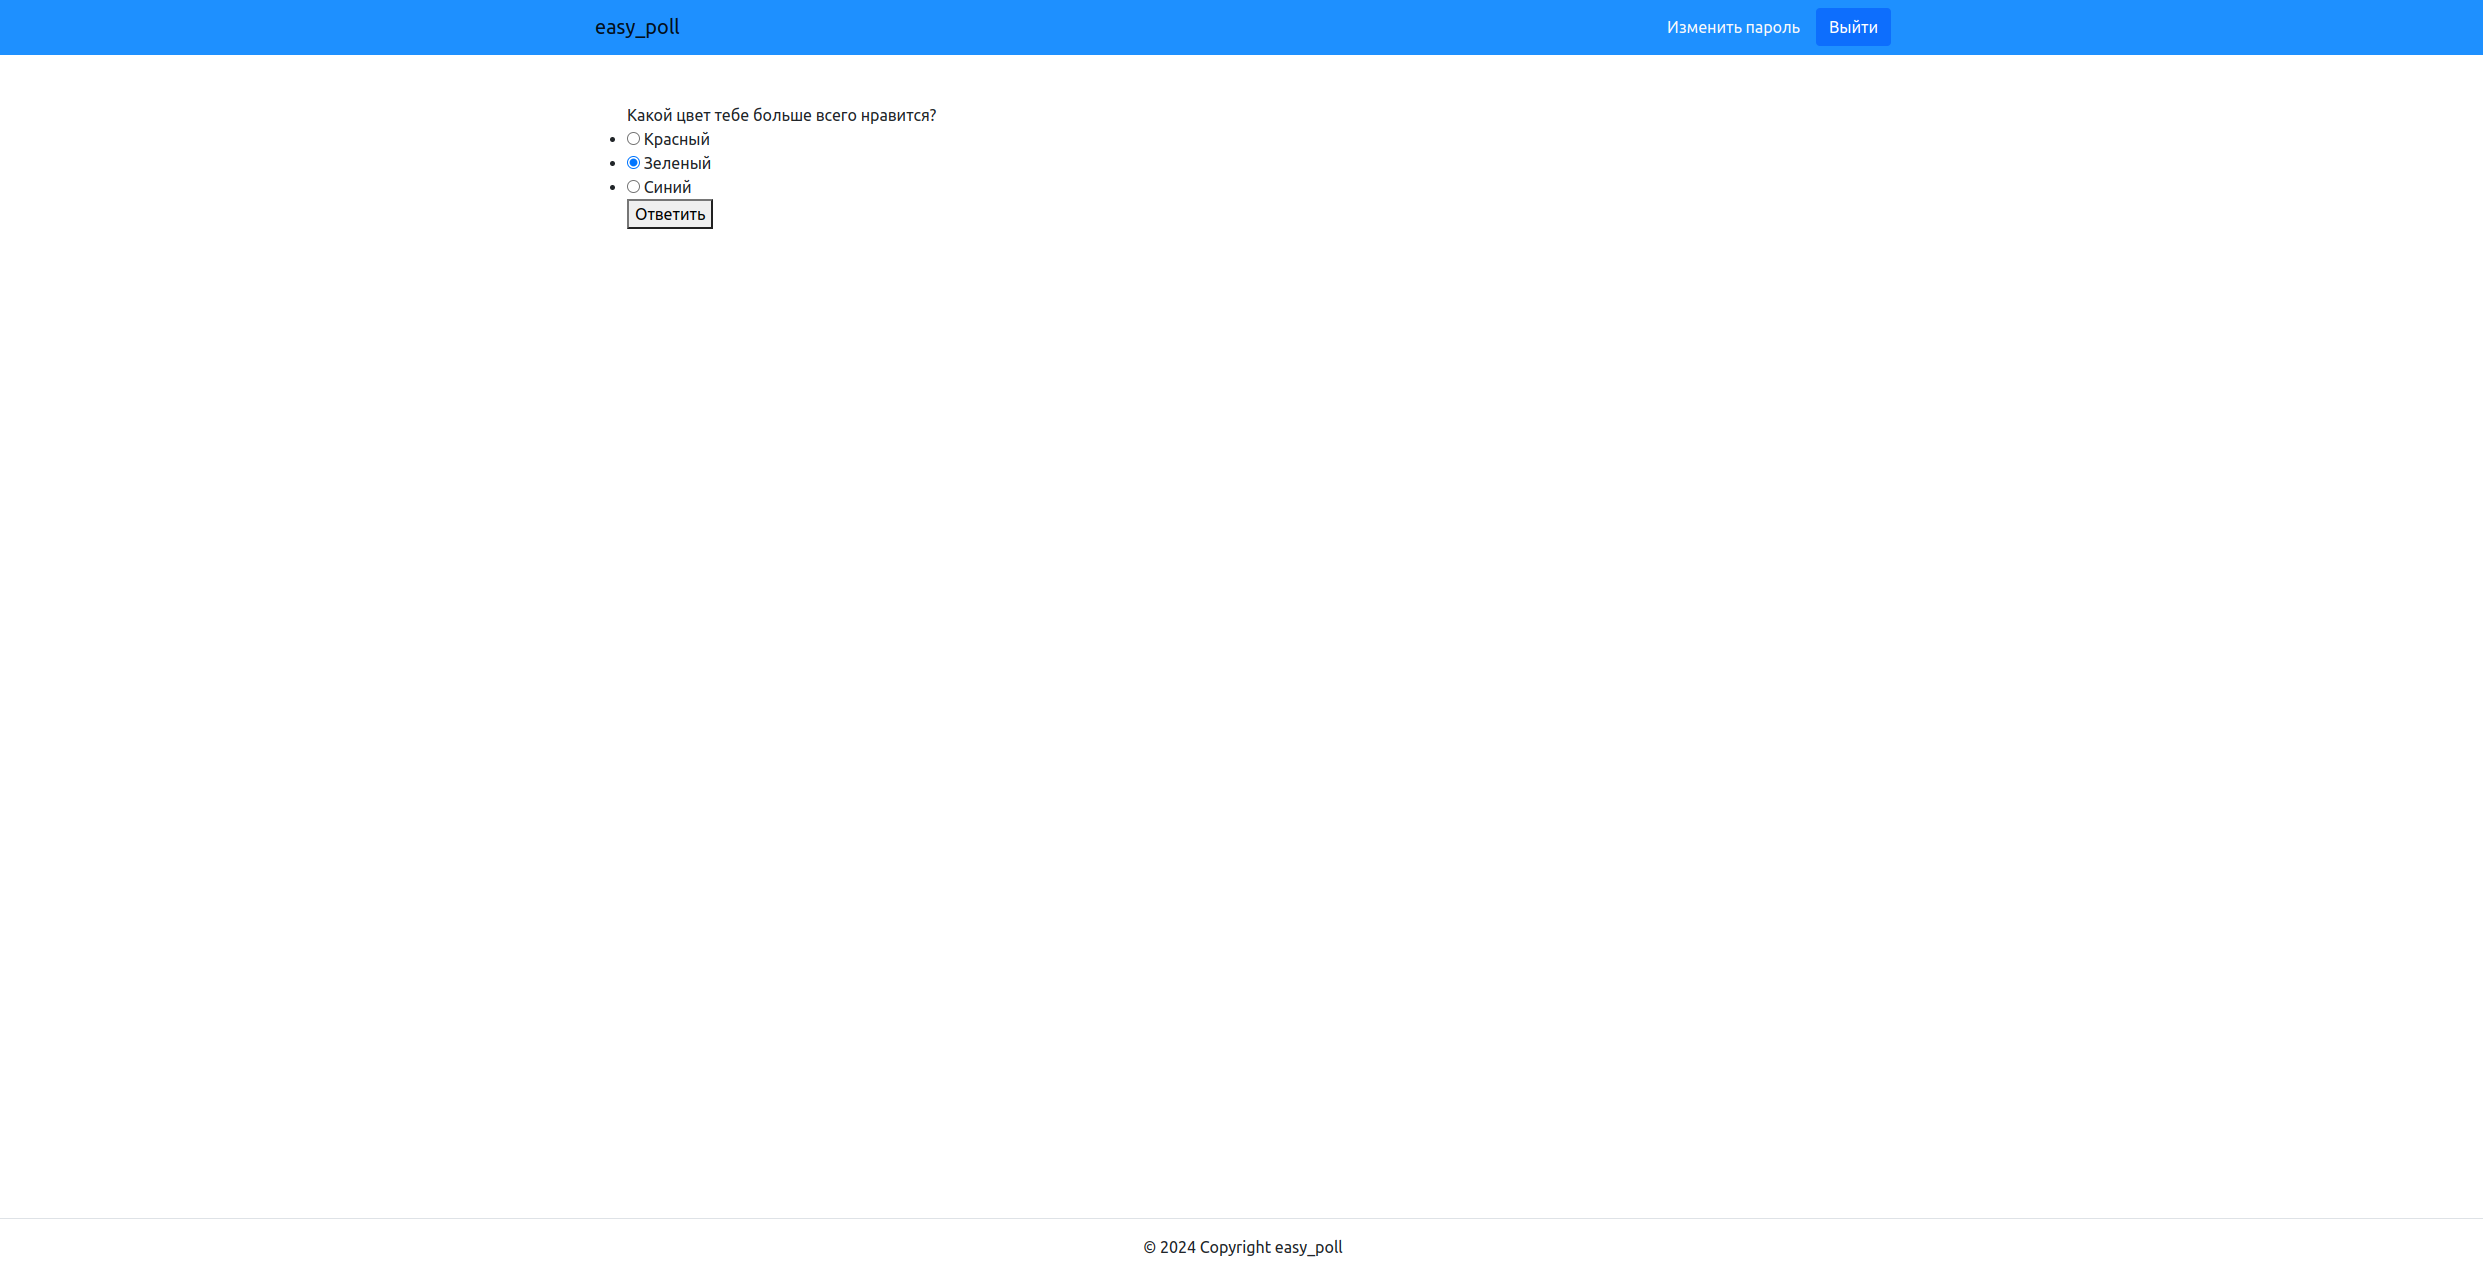 easy_poll Изменить пароль Выйти
Какой цвет тебе больше всего нравится?
Красный
Зеленый
Синий
Ответить
© 2024 Copyright easy_poll